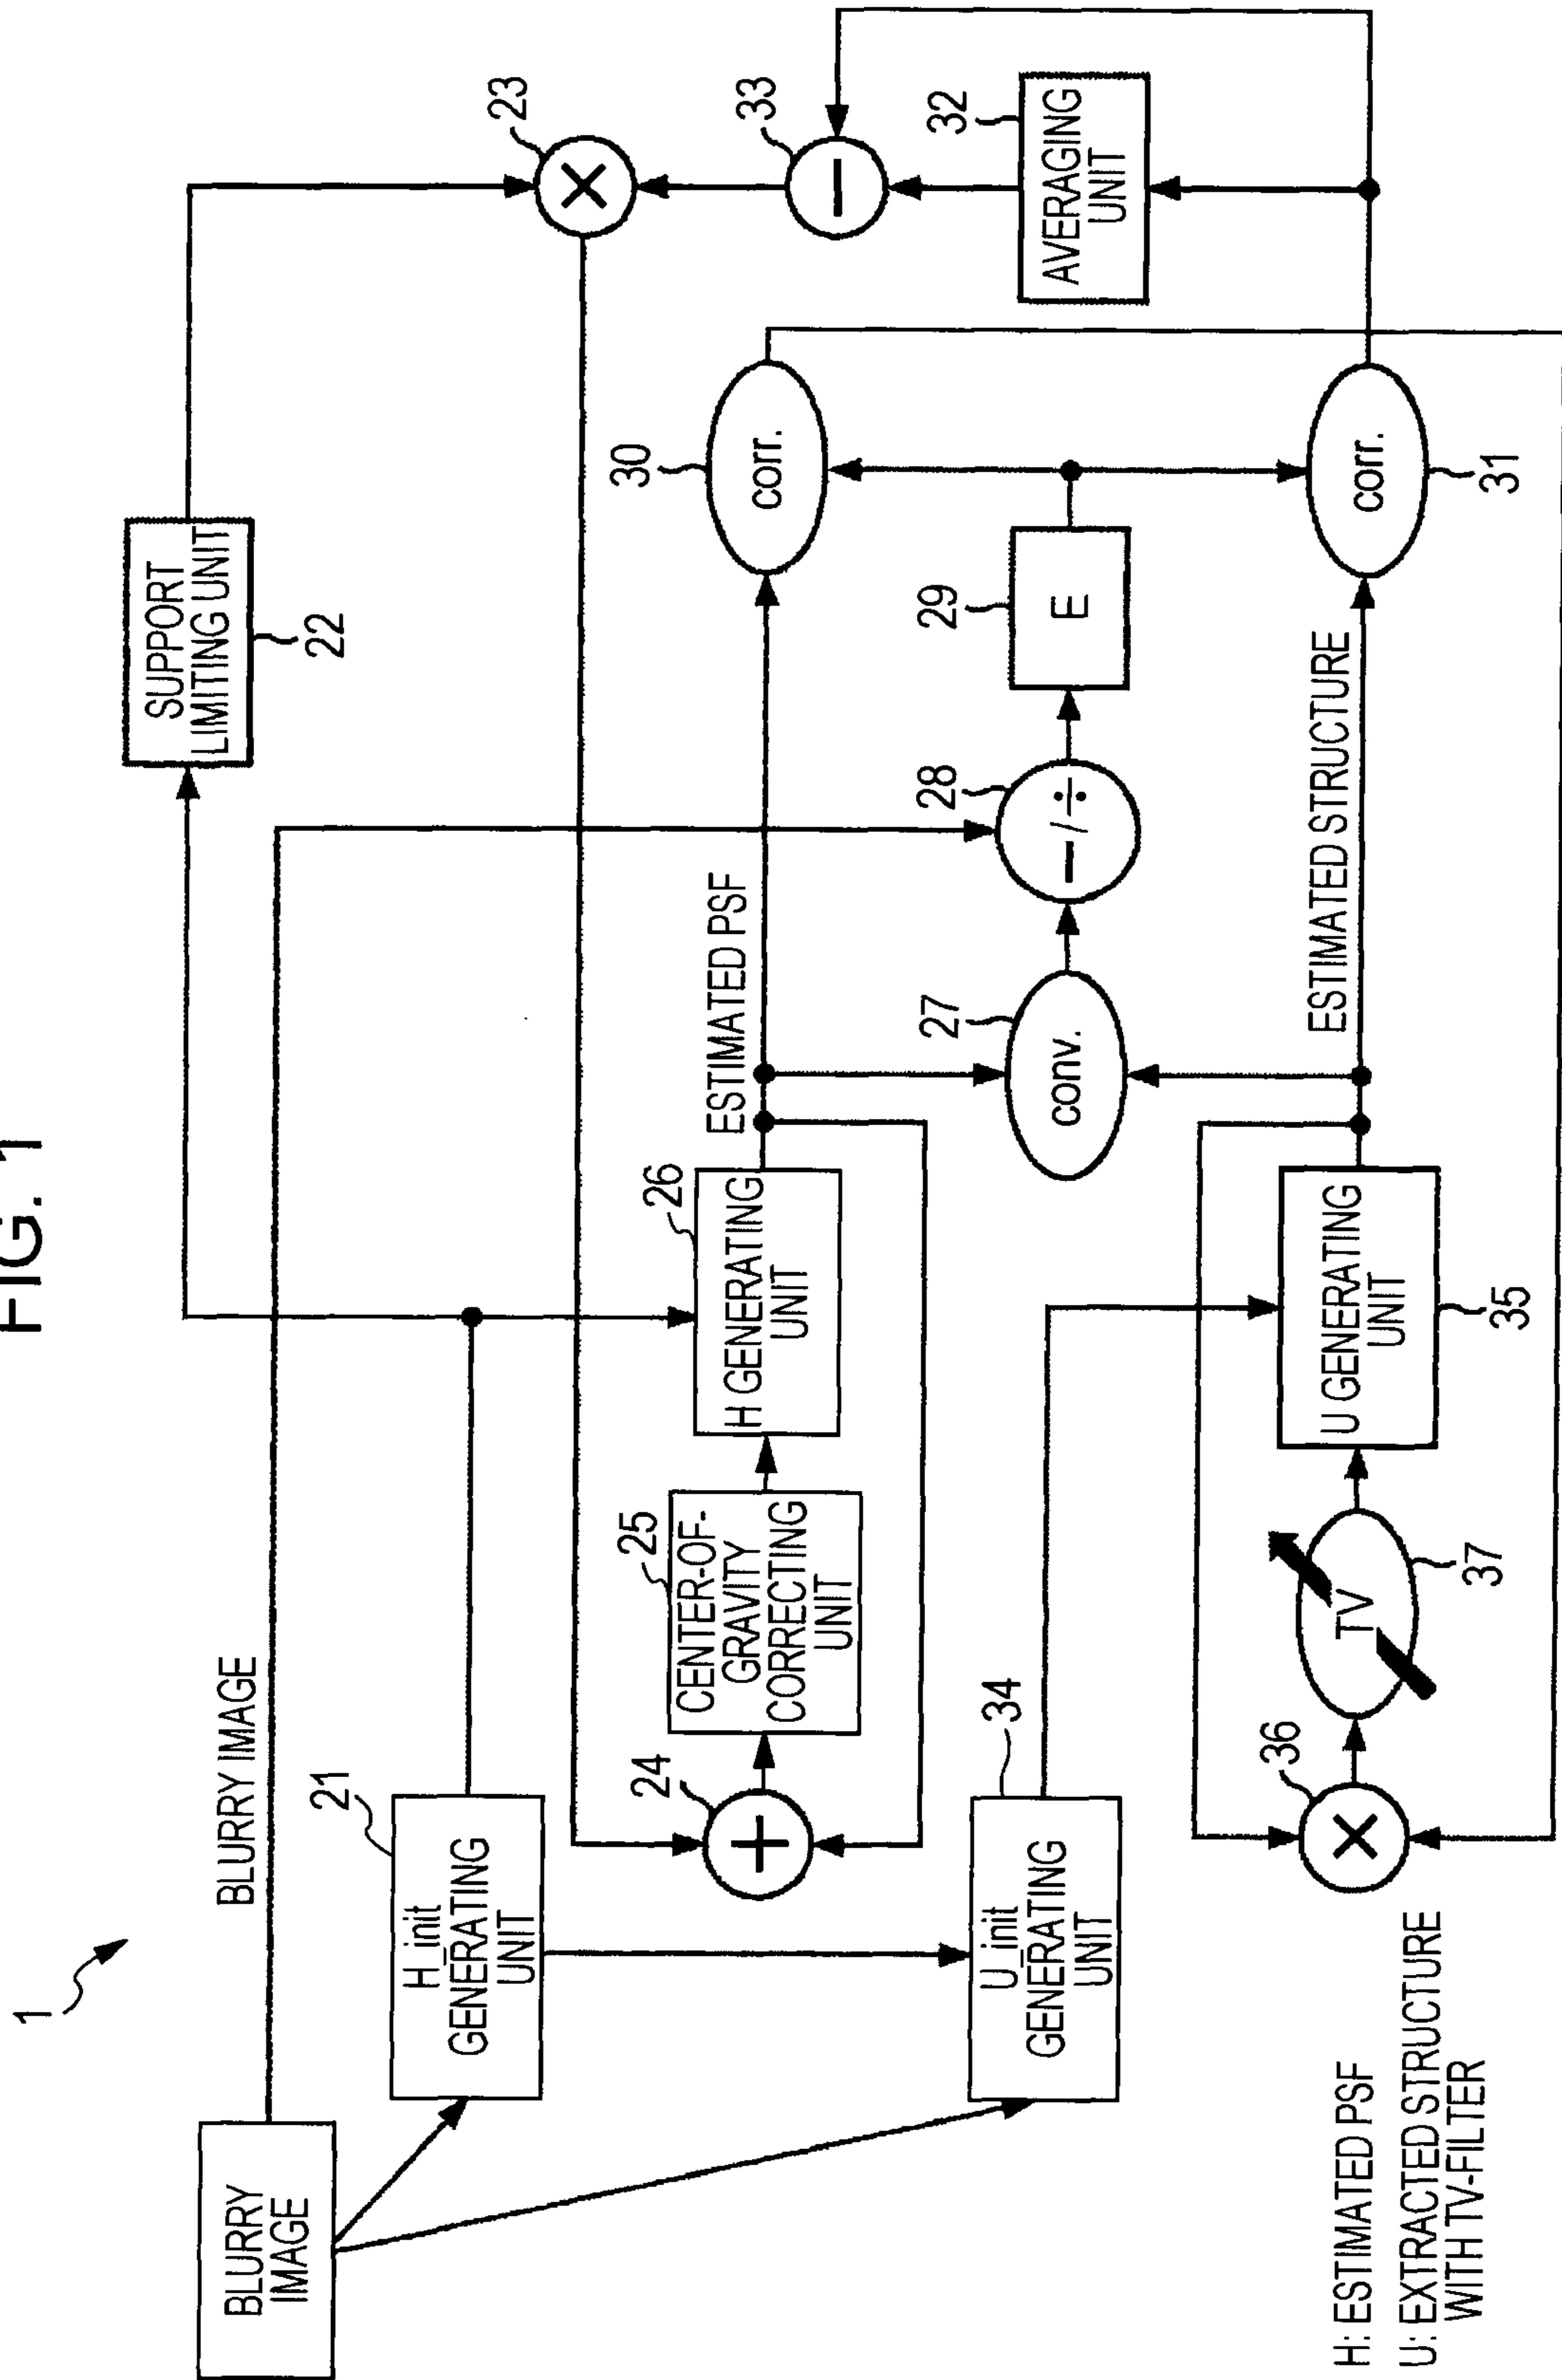 FIG. 1
1
BLURRY
IMAGE
BLURRY IMAGE
SUPPORT
LIMITING UNIT
22
23
21
H_init
GENERATING
UNIT
24
+
25
CENTER-OF-
GRAVITY
CORRECTING
UNIT
26
H GENERATING
UNIT
ESTIMATED PSF
30
corr.
33
−
×
27
conv.
28
−/÷
29
E
32
AVERAGING
UNIT
34
U_init
GENERATING
UNIT
36
×
TV
37
U GENERATING
UNIT
35
ESTIMATED STRUCTURE
corr.
31
H: ESTIMATED PSF
U: EXTRACTED STRUCTURE
WITH TV-FILTER